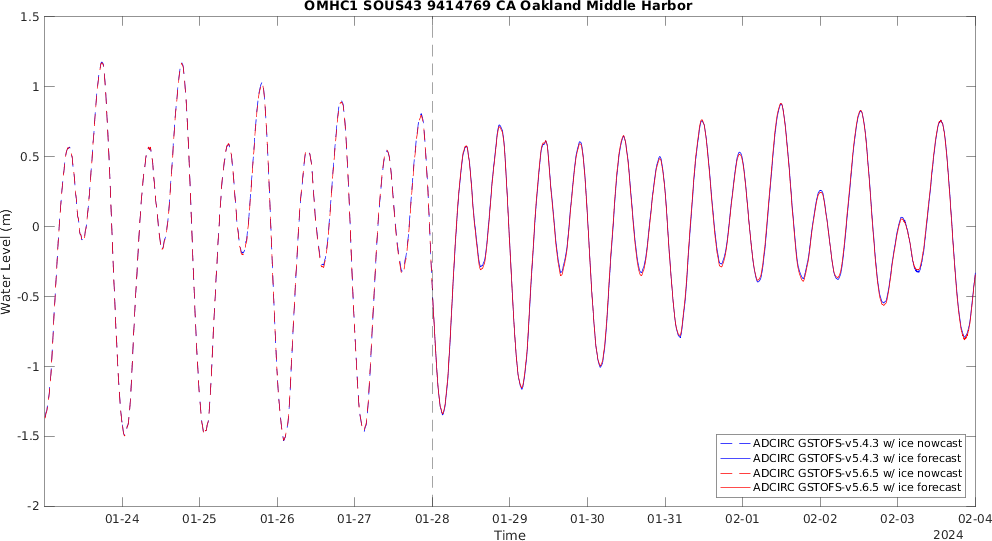 OMHC1 SOUS43 9414769 CA Oakland Middle Harbor
Water Level (m)
1.5
1
0.5
0
-0.5
-1
-1.5
-2
ADCIRC GSTOFS-v5.4.3 w/ ice nowcast
ADCIRC GSTOFS-v5.4.3 w/ ice forecast
ADCIRC GSTOFS-v5.6.5 w/ ice nowcast
ADCIRC GSTOFS-v5.6.5 w/ ice forecast
01-24 01-25 01-26 01-27 01-28 01-29 01-30 01-31 02-01 02-02 02-03 02-04
Time
2024